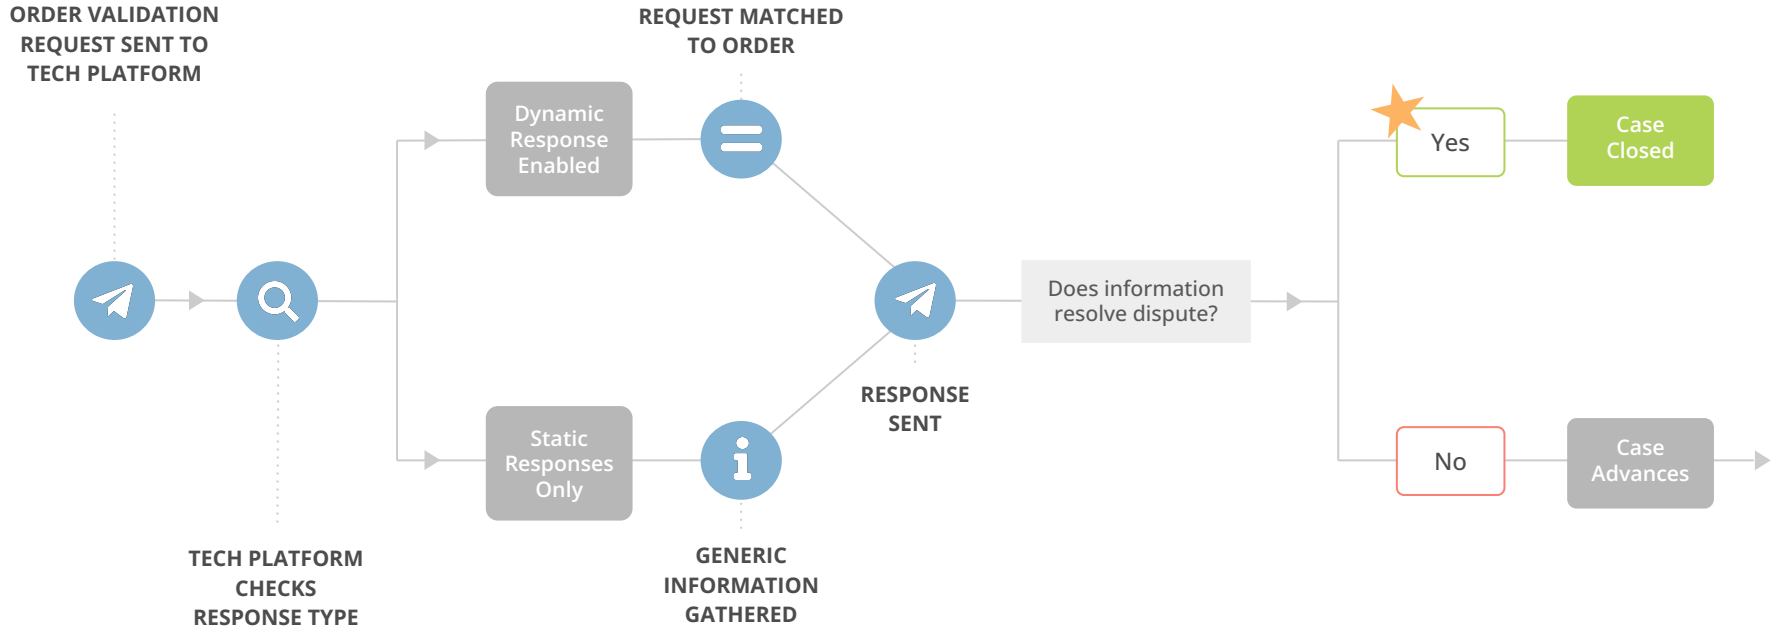 ORDER VALIDATION
REQUEST SENT TO
TECH PLATFORM
TECH PLATFORM
CHECKS
RESPONSE TYPE
Dynamic
Response
Enabled
REQUEST MATCHED
TO ORDER
Static
Responses
Only
GENERIC
INFORMATION
GATHERED
RESPONSE
SENT
Does information
resolve dispute?
Yes
Case
Closed
No
Case
Advances